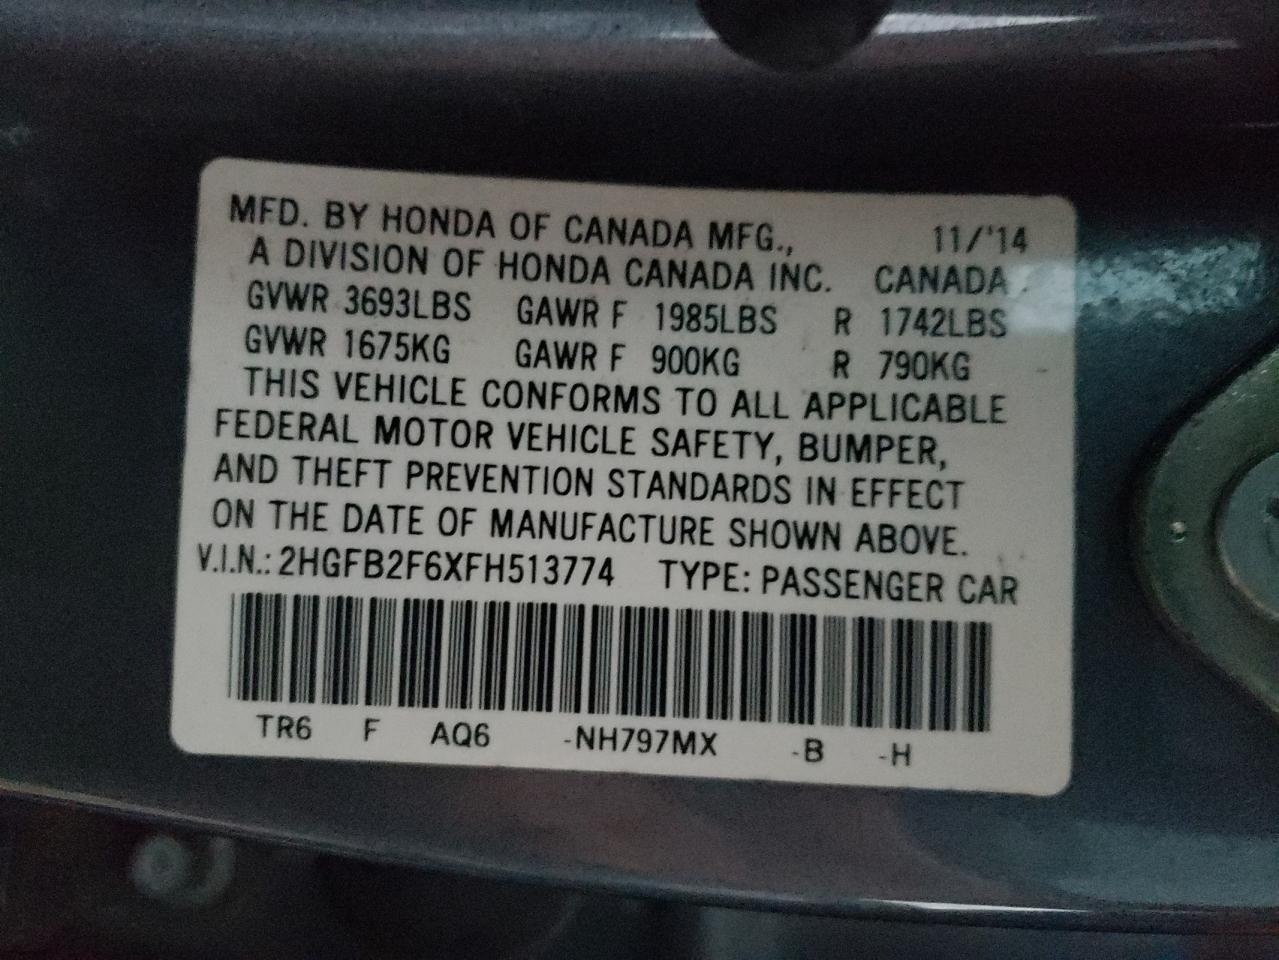 MFD. BY HONDA OF CANADA MFG., 11/'14
A DIVISION OF HONDA CANADA INC. CANADA
GVWR 3693LBS GAWR F 1985LBS R 1742LBS
GVWR 1675KG GAWR F 900KG R 790KG
THIS VEHICLE CONFORMS TO ALL APPLICABLE
FEDERAL MOTOR VEHICLE SAFETY, BUMPER,
AND THEFT PREVENTION STANDARDS IN EFFECT
ON THE DATE OF MANUFACTURE SHOWN ABOVE.
V.I.N.: 2HGFB2F6XFH513774 TYPE: PASSENGER CAR
TR6 F AQ6 -NH797MX -B -H